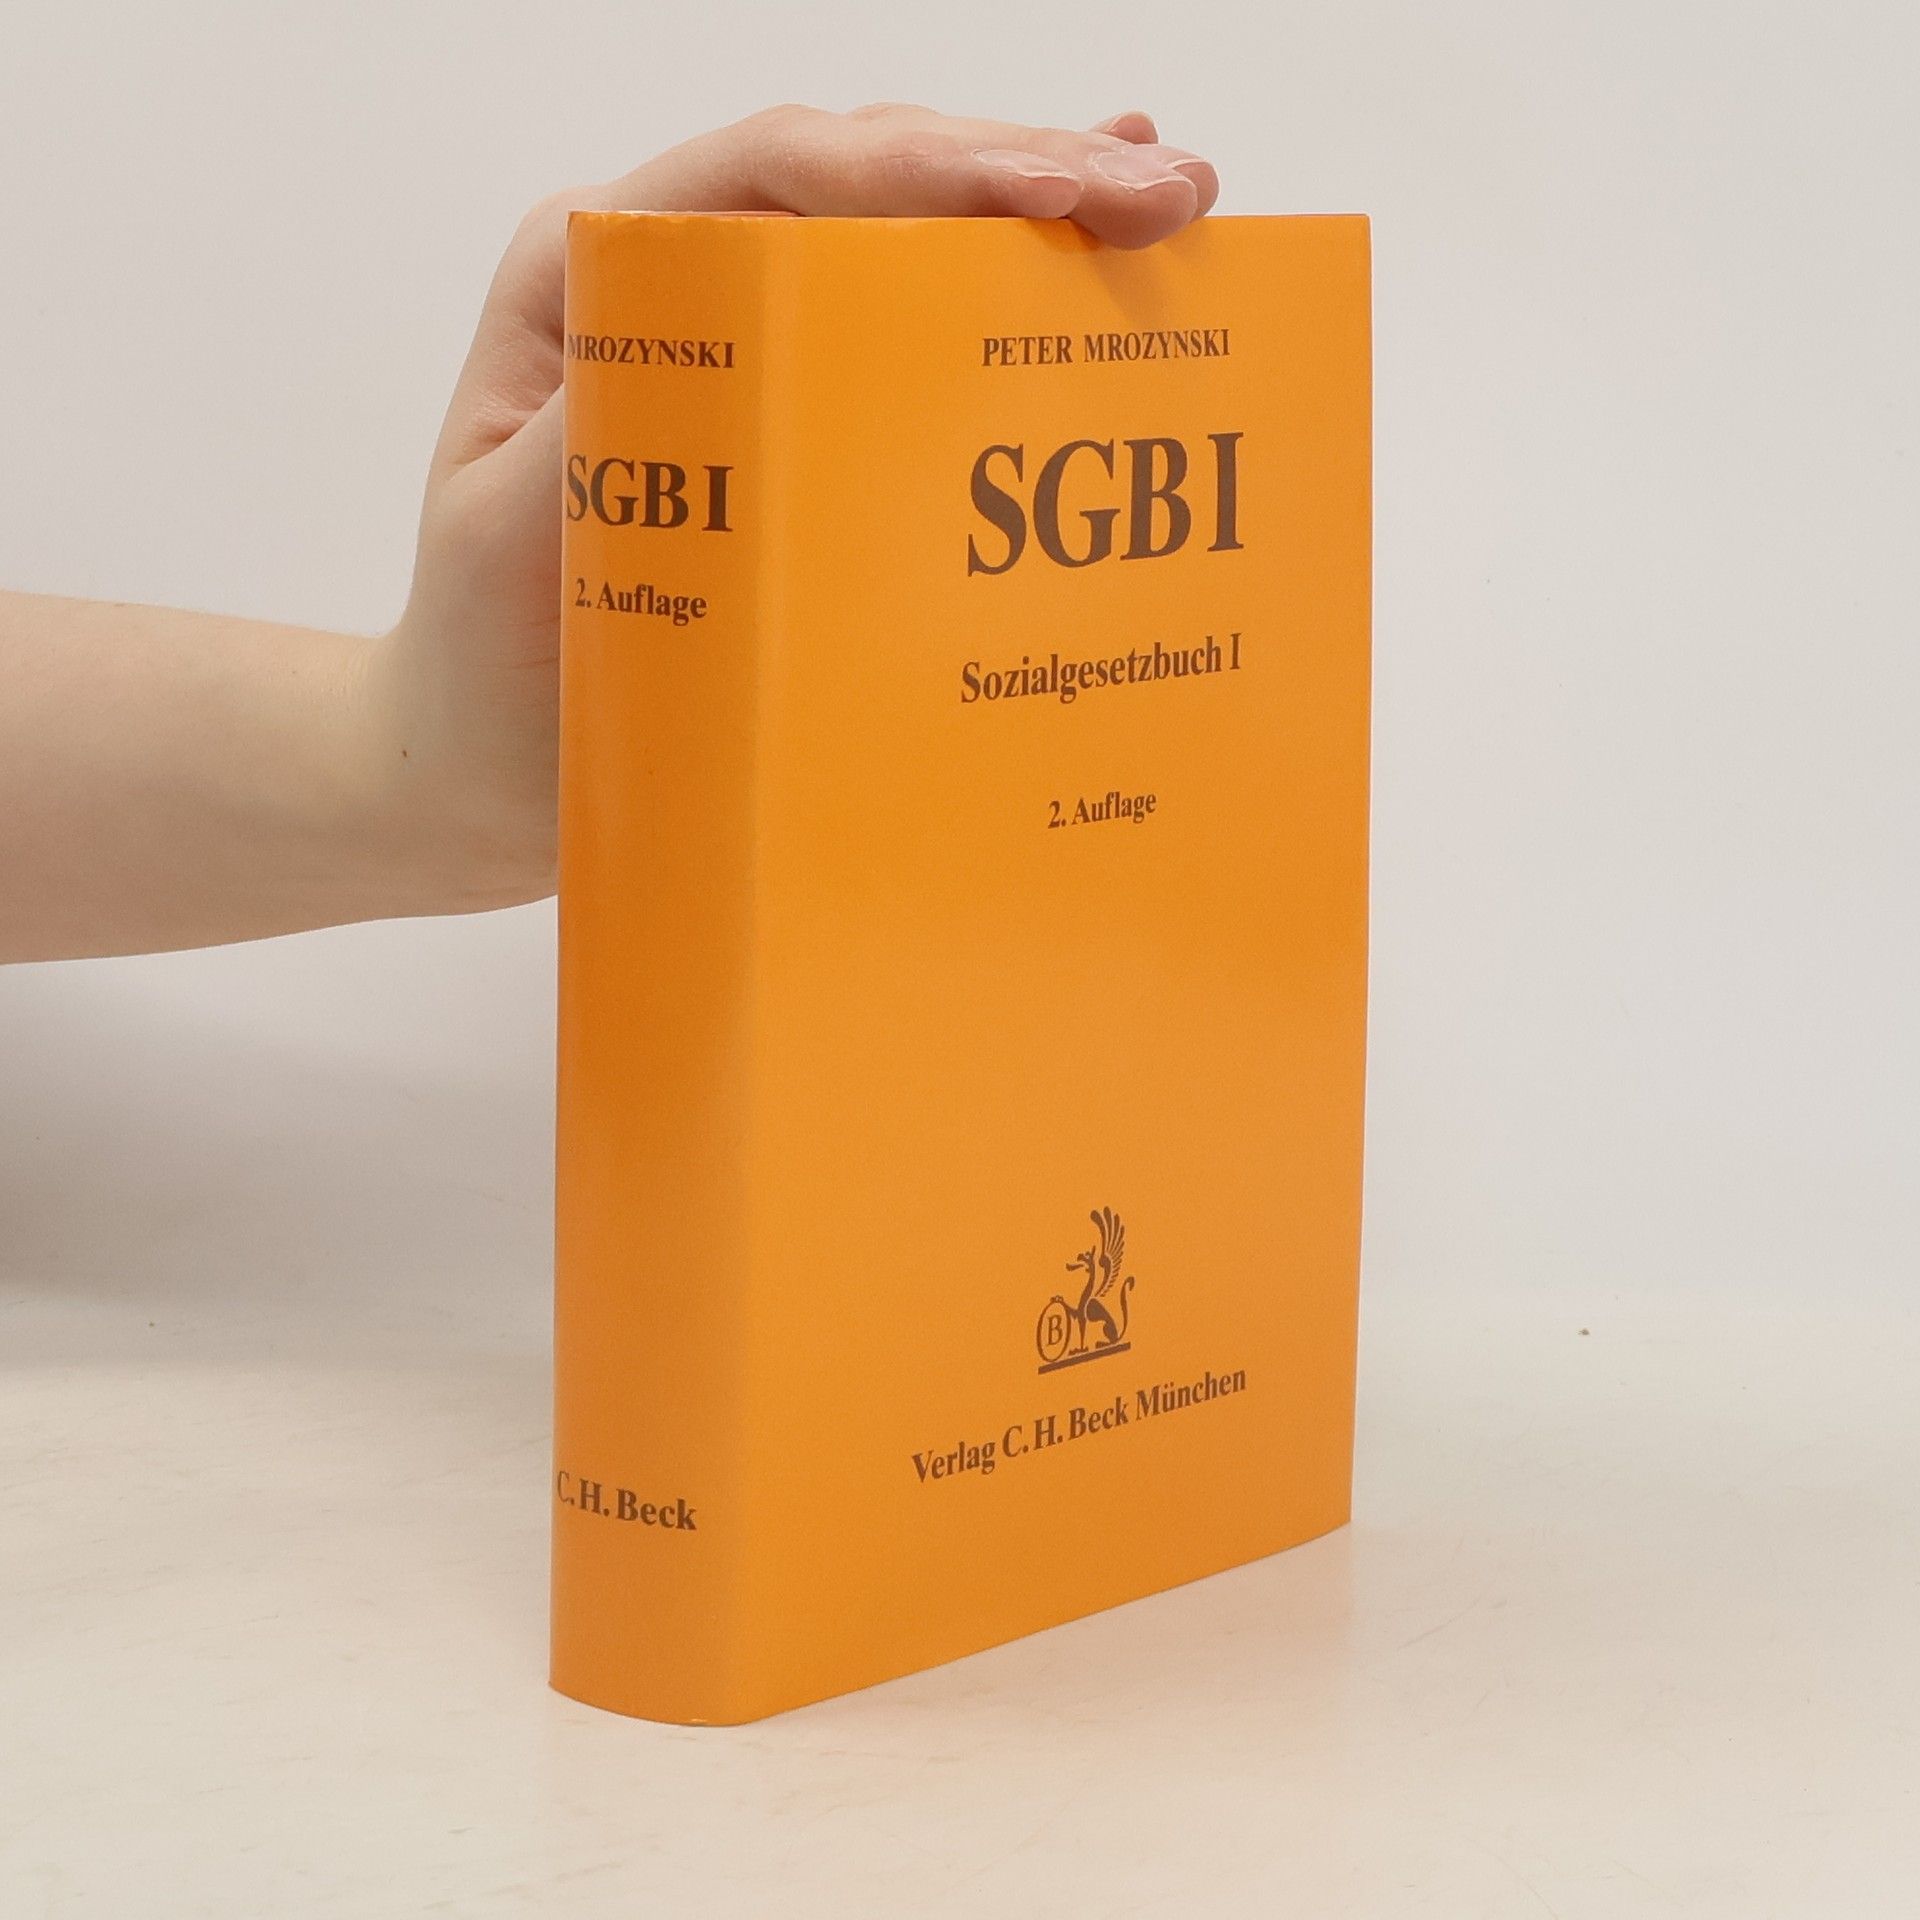 MROZYNSKI
SGB I
2. Auflage
C. H. Beck
PETER MROZYNSKI
SGB I
Sozialgesetzbuch I
2. Auflage
B
Verlag C. H. Beck München